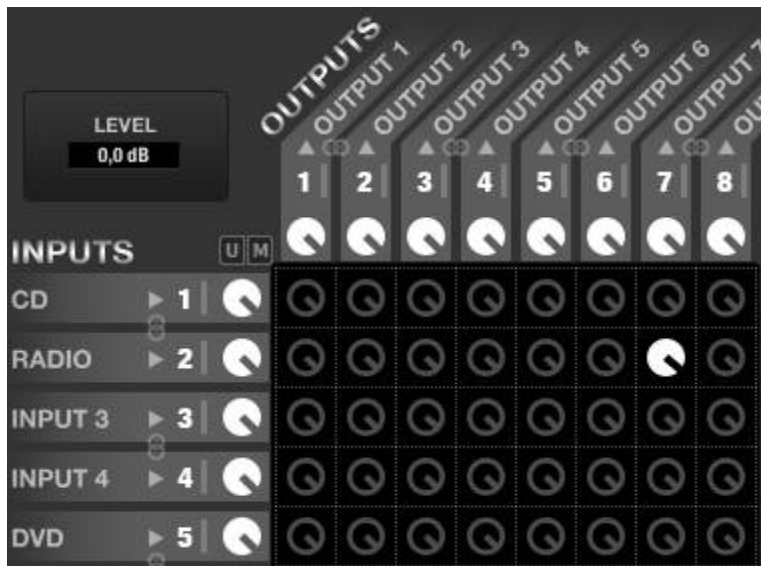 OUTPUTS
OUTPUT 1
OUTPUT 2
OUTPUT 3
OUTPUT 4
OUTPUT 5
OUTPUT 6
OUTPUT 7
LEVEL
0,0 dB
1 2 3 4 5 6 7 8
INPUTS U M
CD 1
RADIO 2
INPUT 3 3
INPUT 4 4
DVD 5